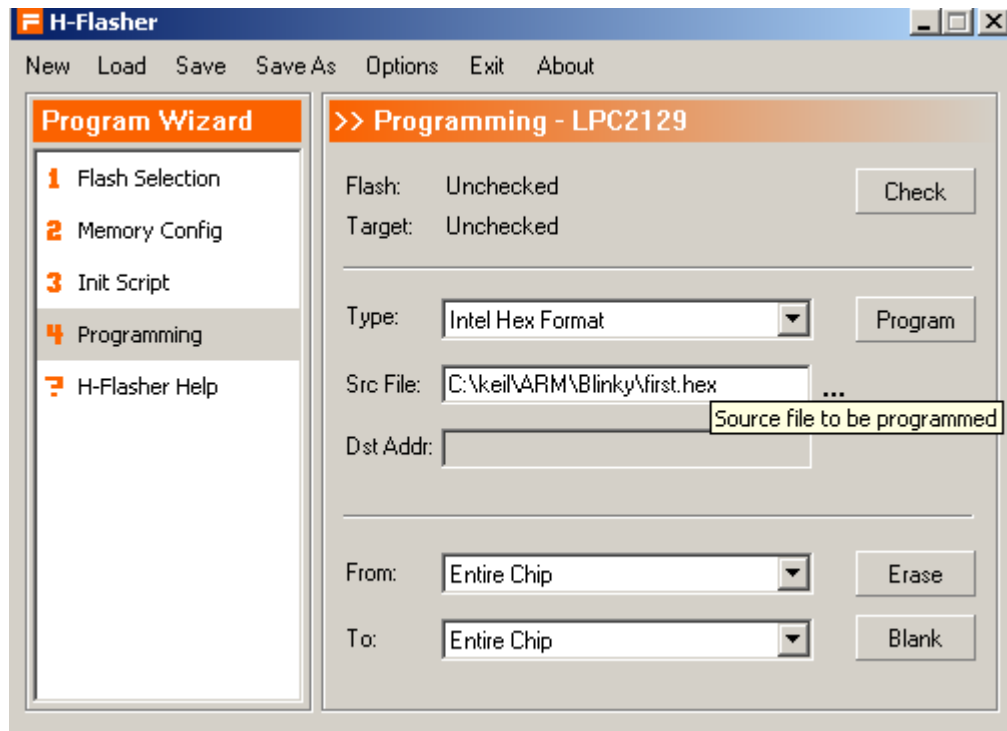 H-Flasher
New Load Save Save As Options Exit About
Program Wizard
1 Flash Selection
2 Memory Config
3 Init Script
4 Programming
? H-Flasher Help
>> Programming - LPC2129
Flash: Unchecked
Check
Target: Unchecked
Type: Intel Hex Format
Program
Src File: C:\keil\ARM\Blinky\first.hex ...
Source file to be programmed
Dst Addr:
From: Entire Chip
Erase
To: Entire Chip
Blank